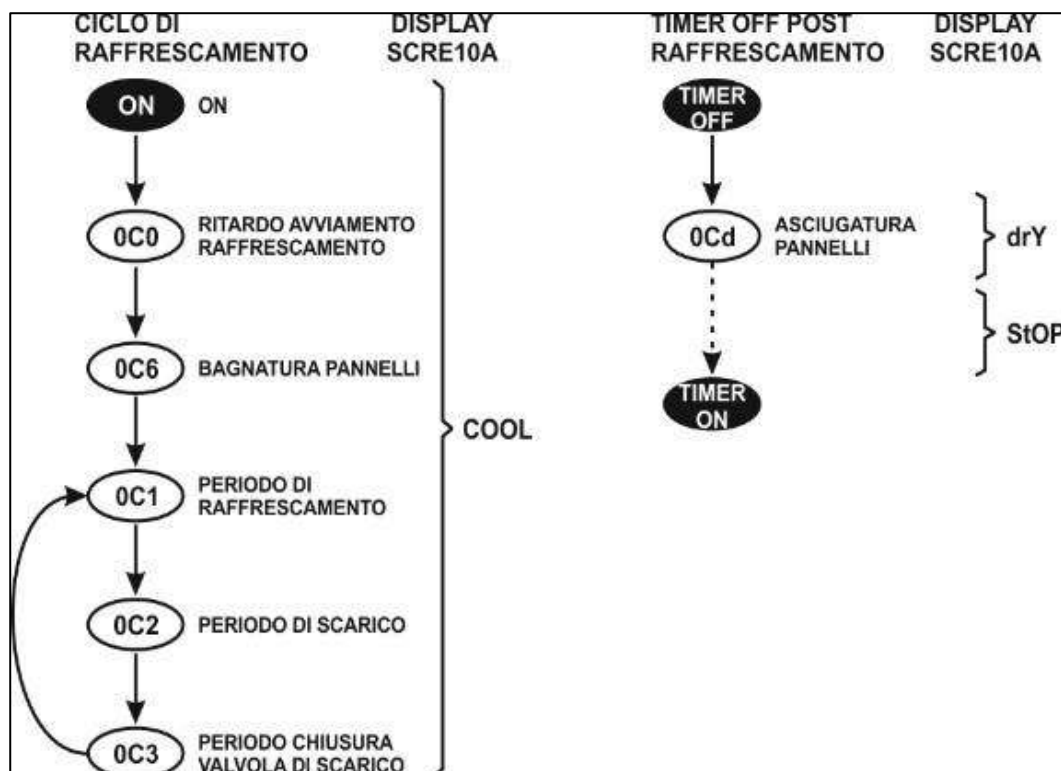 CICLO DI
RAFFRESCAMENTO
DISPLAY
SCRE10A
ON
ON
0C0
RITARDO AVVIAMENTO
RAFFRESCAMENTO
0C6
BAGNATURA PANNELLI
0C1
PERIODO DI
RAFFRESCAMENTO
0C2
PERIODO DI SCARICO
0C3
PERIODO CHIUSURA
VALVOLA DI SCARICO
COOL
TIMER OFF POST
RAFFRESCAMENTO
DISPLAY
SCRE10A
TIMER
OFF
0Cd
ASCIUGATURA
PANNELLI
drY
StOP
TIMER
ON